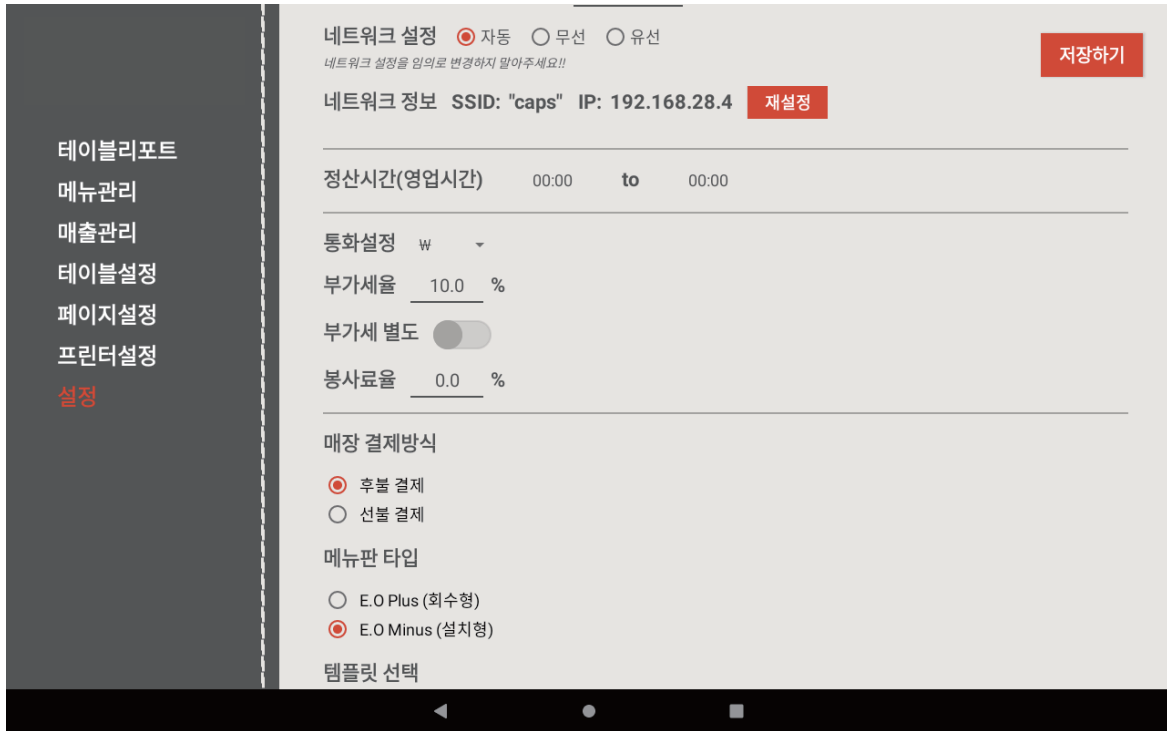 네트워크 설정 자동 무선 유선
네트워크 설정을 임의로 변경하지 말아주세요!!
저장하기
네트워크 정보 SSID: "caps" IP: 192.168.28.4 재설정
테이블리포트
메뉴관리
매출관리
테이블설정
페이지설정
프린터설정
설정
정산시간(영업시간) 00:00 to 00:00
통화설정 ₩
부가세율 10.0 %
부가세 별도
봉사료율 0.0 %
매장 결제방식
후불 결제
선불 결제
메뉴판 타입
E.O Plus (회수형)
E.O Minus (설치형)
템플릿 선택